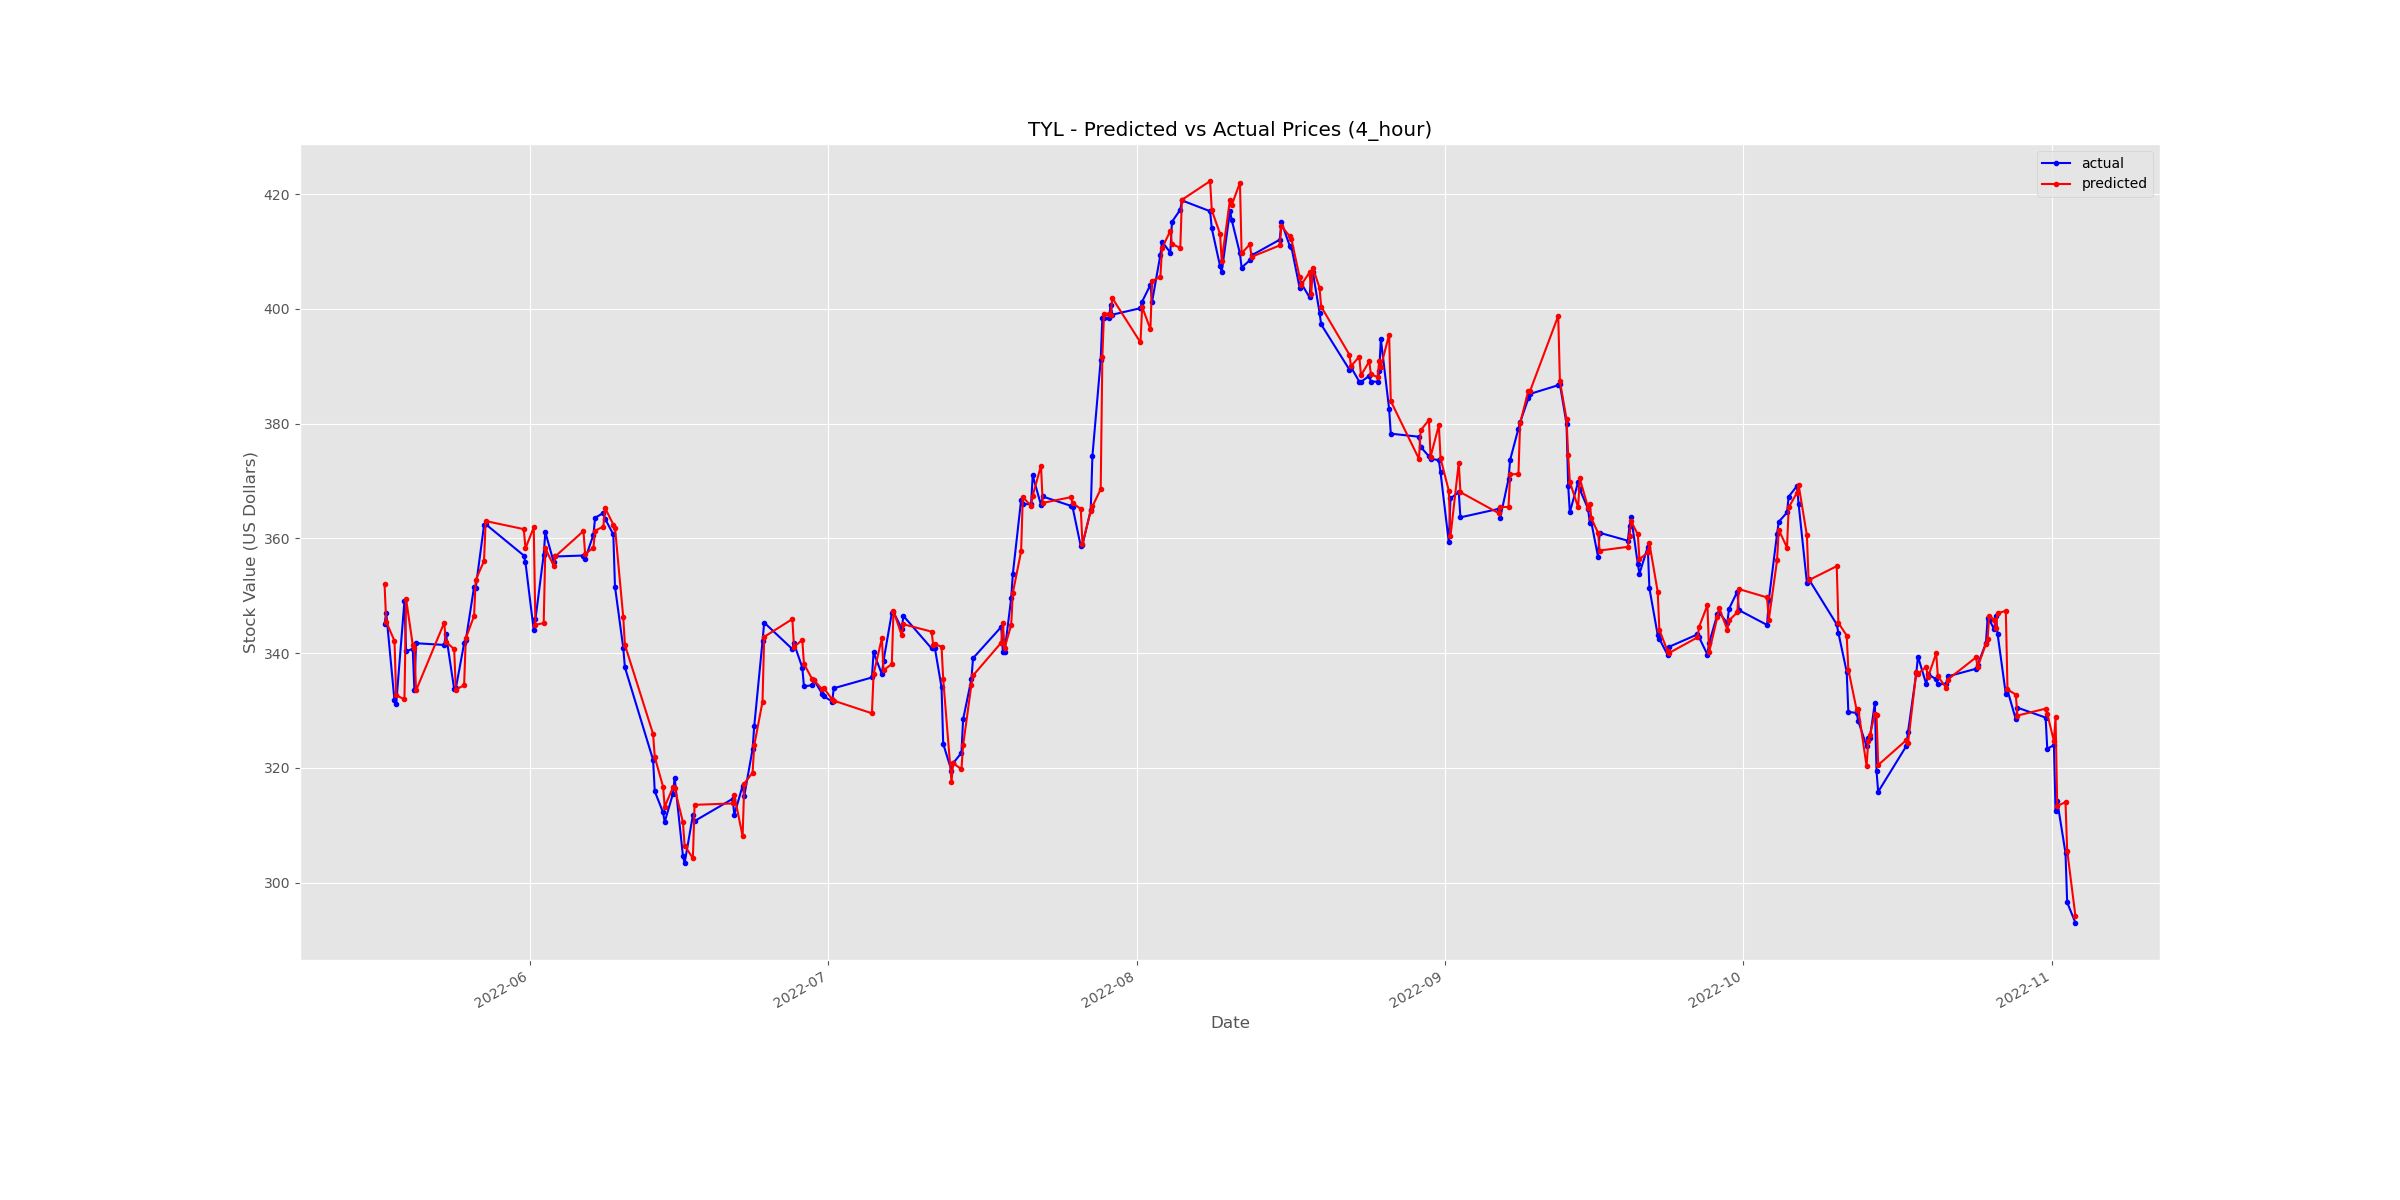 TYL - Predicted vs Actual Prices (4_hour)
actual
predicted
420
400
380
360
340
320
300
Stock Value (US Dollars)
2022-06
2022-07
2022-08
2022-09
2022-10
2022-11
Date